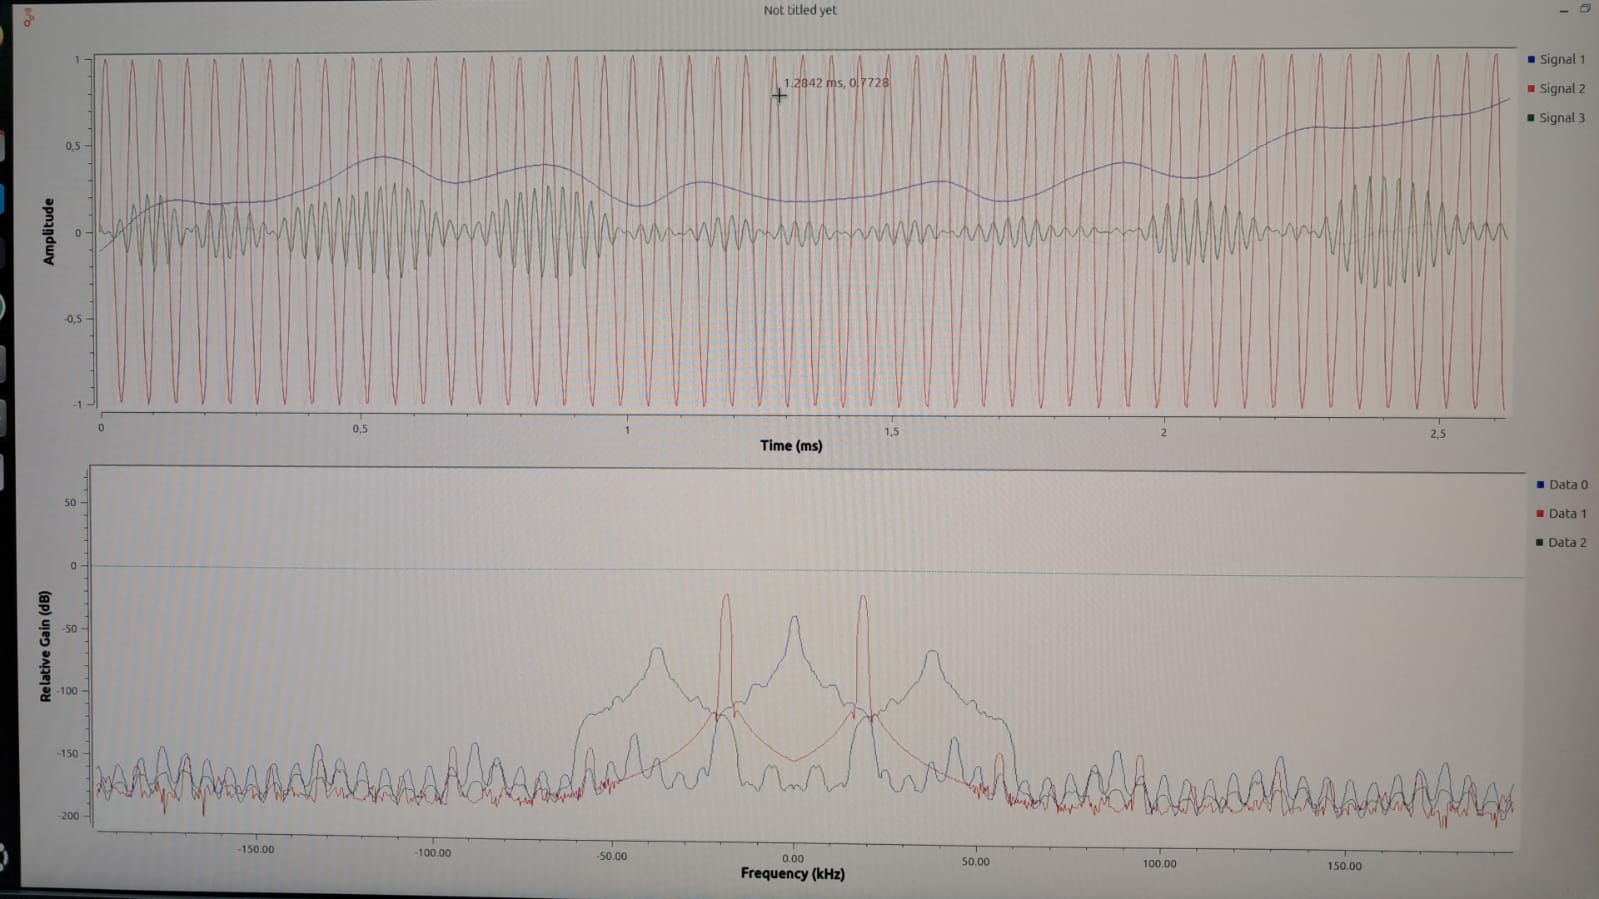 Not titled yet
1.2842 ms, 0.7728
Signal 1
Signal 2
Signal 3
Amplitude
1
0,5
0
-0,5
-1
0
0,5
1
1,5
2
2,5
Time (ms)
Data 0
Data 1
Data 2
Relative Gain (dB)
50
0
-50
-100
-150
-200
-150.00
-100.00
-50.00
0.00
50.00
100.00
150.00
Frequency (kHz)